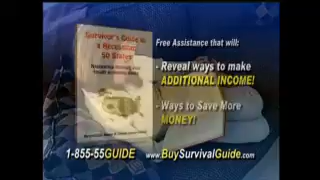 Survivor's Guide to
a Recession
50 States
Free Assistance that will:
- Reveal ways to make
ADDITIONAL INCOME!
- Ways to Save More
MONEY!
1-855-55GUIDE www.BuySurvivalGuide.com